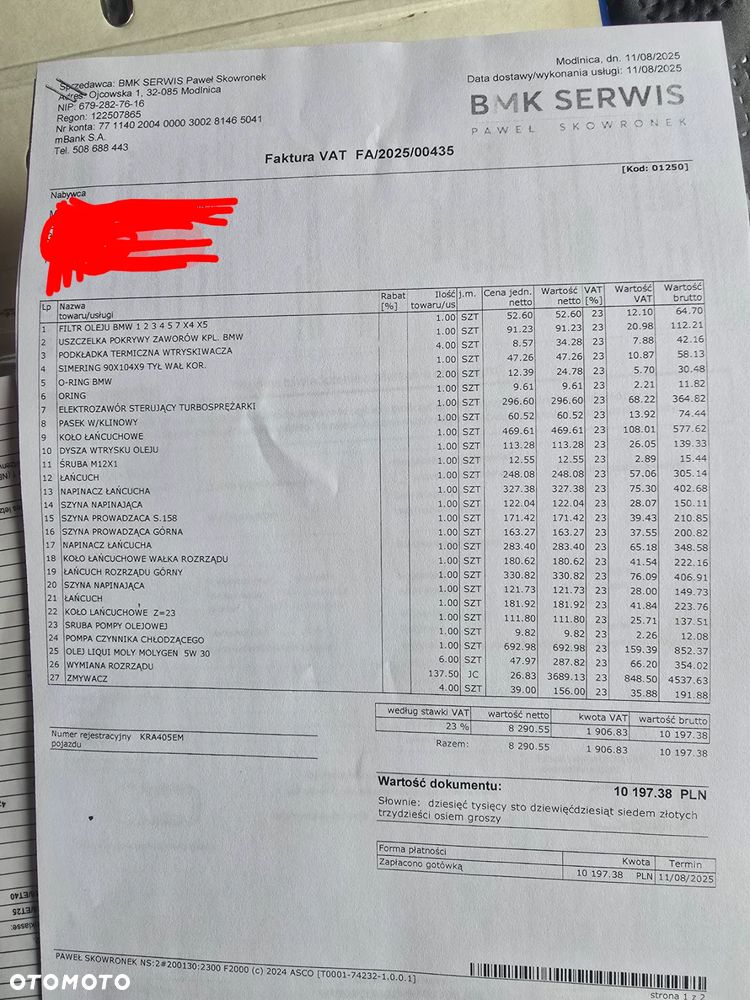 Sprzedawca: BMK SERWIS Paweł Skowronek
Adres: Ojcowska 1, 32-085 Modlnica
NIP: 679-282-76-16
Regon: 122507865
Nr konta: 77 1140 2004 0000 3002 8146 5041
mBank S.A.
Tel. 508 688 443
Modlnica, dn. 11/08/2025
Data dostawy/wykonania usługi: 11/08/2025
BMK SERWIS
PAWEŁ SKOWRONEK
Faktura VAT FA/2025/00435
[Kod: 01250]
Nabywca
Lp Nazwa towaru/usługi Rabat [%] Ilość towaru/us j.m. Cena jedn. netto Wartość netto VAT [%] Wartość VAT Wartość brutto
1 FILTR OLEJU BMW 1 2 3 4 5 7 X4 X5 1.00 SZT 52.60 52.60 23 12.10 64.70
2 USZCZELKA POKRYWY ZAWORÓW KPL. BMW 1.00 SZT 91.23 91.23 23 20.98 112.21
3 PODKŁADKA TERMICZNA WTRYSKIWACZA 4.00 SZT 8.57 34.28 23 7.88 42.16
4 SIMERING 90X104X9 TYŁ WAŁ KOR. 1.00 SZT 47.26 47.26 23 10.87 58.13
5 O-RING BMW 2.00 SZT 12.39 24.78 23 5.70 30.48
6 ORING 1.00 SZT 9.61 9.61 23 2.21 11.82
7 ELEKTROZAWÓR STERUJĄCY TURBOSPRĘŻARKI 1.00 SZT 296.60 296.60 23 68.22 364.82
8 PASEK W/KLINOWY 1.00 SZT 60.52 60.52 23 13.92 74.44
9 KOŁO ŁAŃCUCHOWE 1.00 SZT 469.61 469.61 23 108.01 577.62
10 DYSZA WTRYSKU OLEJU 1.00 SZT 113.28 113.28 23 26.05 139.33
11 ŚRUBA M12X1 1.00 SZT 12.55 12.55 23 2.89 15.44
12 ŁAŃCUCH 1.00 SZT 248.08 248.08 23 57.06 305.14
13 NAPINACZ ŁAŃCUCHA 1.00 SZT 327.38 327.38 23 75.30 402.68
14 SZYNA NAPINAJĄCA 1.00 SZT 122.04 122.04 23 28.07 150.11
15 SZYNA PROWADZACA S.158 1.00 SZT 171.42 171.42 23 39.43 210.85
16 SZYNA PROWADZĄCA GÓRNA 1.00 SZT 163.27 163.27 23 37.55 200.82
17 NAPINACZ ŁAŃCUCHA 1.00 SZT 283.40 283.40 23 65.18 348.58
18 KOŁO ŁAŃCUCHOWE WAŁKA ROZRZĄDU 1.00 SZT 180.62 180.62 23 41.54 222.16
19 ŁAŃCUCH ROZRZĄDU GÓRNY 1.00 SZT 330.82 330.82 23 76.09 406.91
20 SZYNA NAPINAJĄCA 1.00 SZT 121.73 121.73 23 28.00 149.73
21 ŁAŃCUCH 1.00 SZT 181.92 181.92 23 41.84 223.76
22 KOŁO ŁAŃCUCHOWE Z=23 1.00 SZT 111.80 111.80 23 25.71 137.51
23 SRUBA POMPY OLEJOWEJ 1.00 SZT 9.82 9.82 23 2.26 12.08
24 POMPA CZYNNIKA CHŁODZĄCEGO 1.00 SZT 692.98 692.98 23 159.39 852.37
25 OLEJ LIQUI MOLY MOLYGEN 5W 30 6.00 SZT 47.97 287.82 23 66.20 354.02
26 WYMIANA ROZRZĄDU 137.50 JC 26.83 3689.13 23 848.50 4537.63
27 ZMYWACZ 4.00 SZT 39.00 156.00 23 35.88 191.88
według stawki VAT wartość netto kwota VAT wartość brutto
23 % 8 290.55 1 906.83 10 197.38
Razem: 8 290.55 1 906.83 10 197.38
Numer rejestracyjny KRA405EM
pojazdu
Wartość dokumentu: 10 197.38 PLN
Słownie: dziesięć tysięcy sto dziewięćdziesiąt siedem złotych
trzydzieści osiem groszy
Forma płatności Kwota Termin
Zapłacono gotówką 10 197.38 PLN 11/08/2025
PAWEŁ SKOWRONEK NS:2#200130:2300 F2000 (c) 2024 ASCO [T0001-74232-1.0.0.1]
strona 1 z 2
OTOMOTO